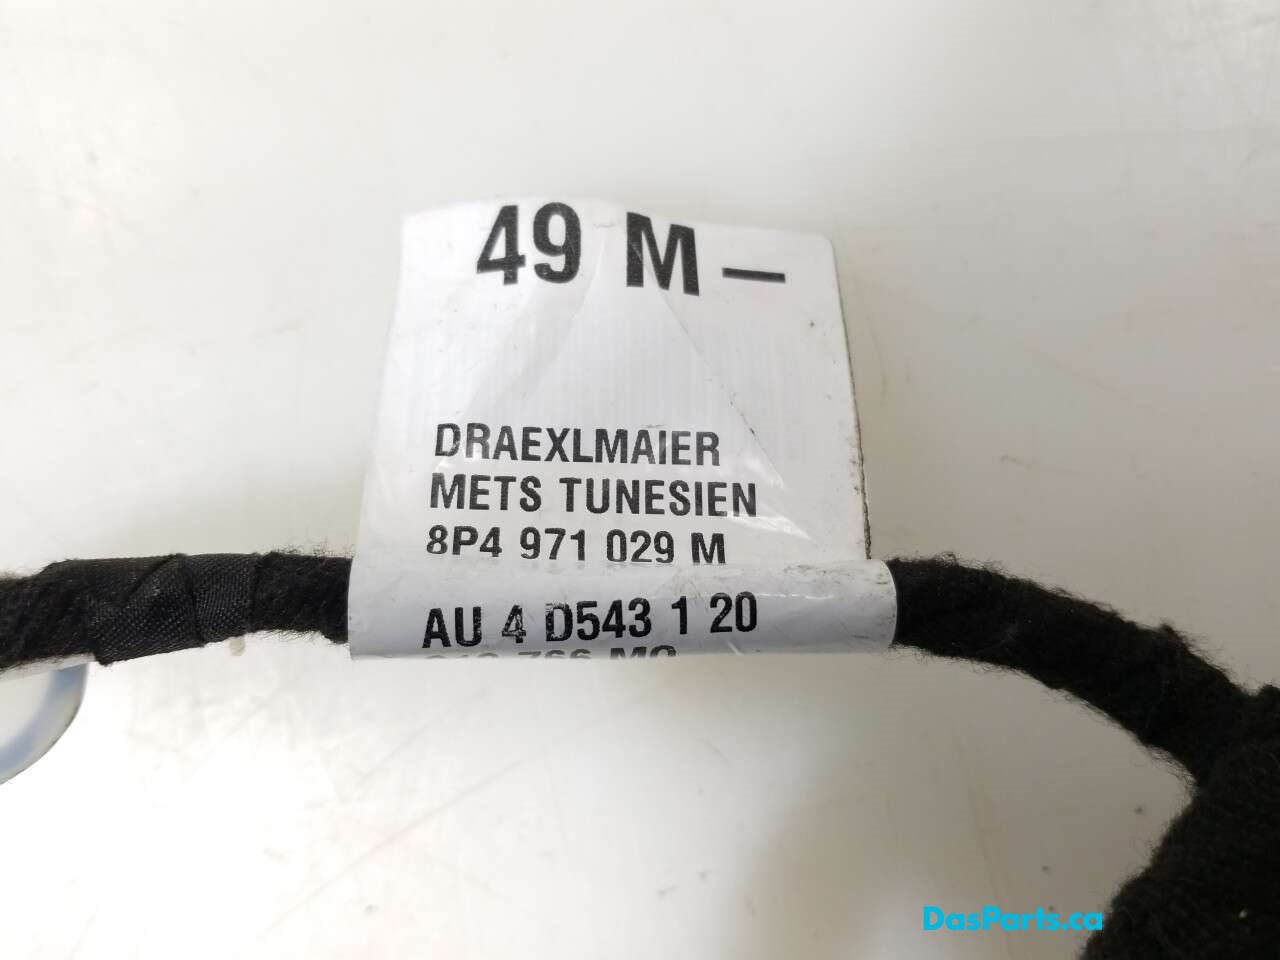 49 M –
DRAEXLMAIER
METS TUNESIEN
8P4 971 029 M
AU 4 D543 1 20
DasParts.ca